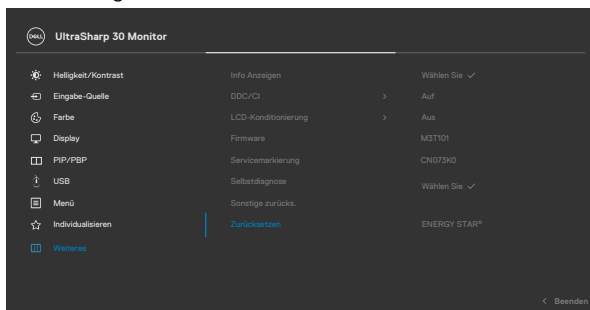 DELL UltraSharp 30 Monitor
Helligkeit/Kontrast Info Anzeigen Wählen Sie ✓
Eingabe-Quelle DDC/CI > Auf
Farbe LCD-Konditionierung > Aus
Display Firmware M3T101
PIP/PBP Servicemarkierung CN073K0
USB Selbstdiagnose Wählen Sie ✓
Menü Sonstige zurücks.
Individualisieren Zurücksetzen ENERGY STAR®
Weiteres
< Beenden